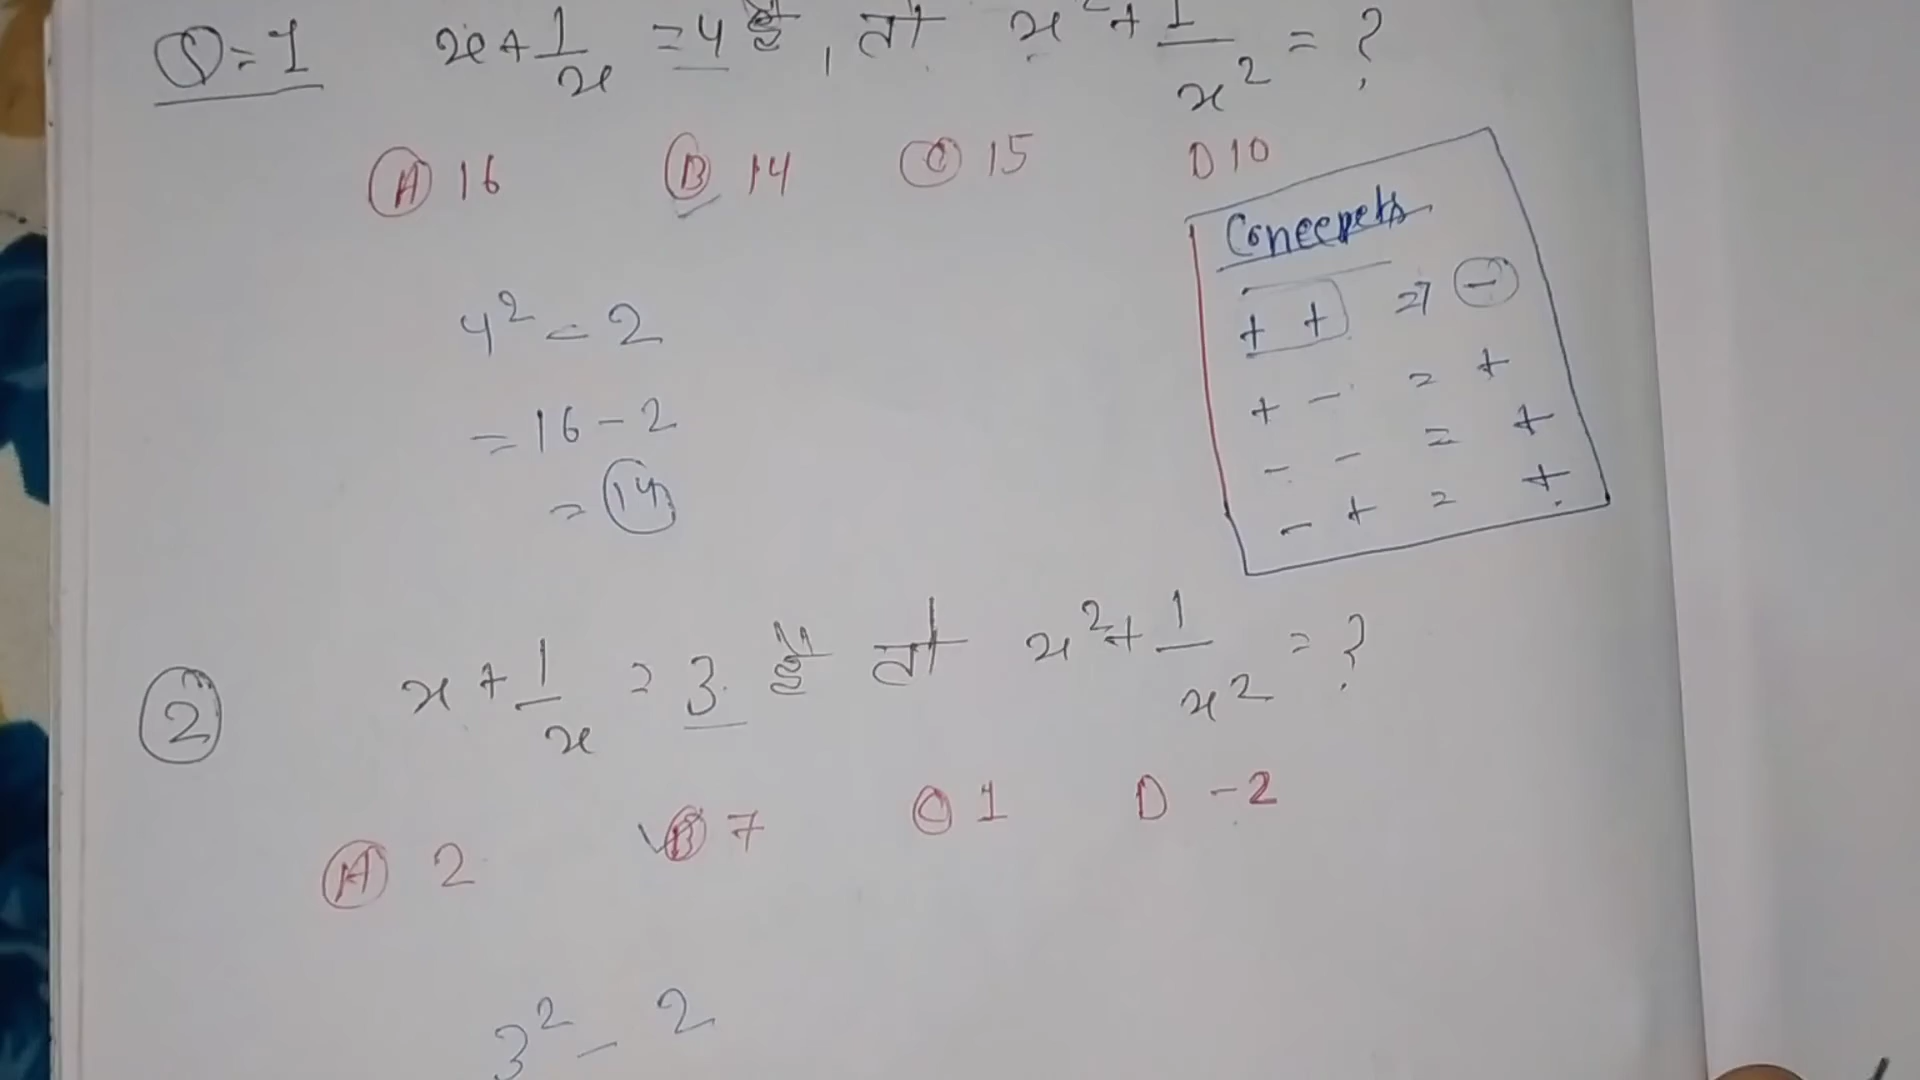 Q=1 x+1/x =4 है, तो x²+1/x² = ?
A 16 B 14 C 15 D 10
Concepts
+ + => -
+ - = +
- - = +
- + = +
4² - 2
= 16 - 2
= 14
2 x+1/x = 3 है तो x²+1/x² = ?
A 2 B 7 C 1 D -2
3² - 2